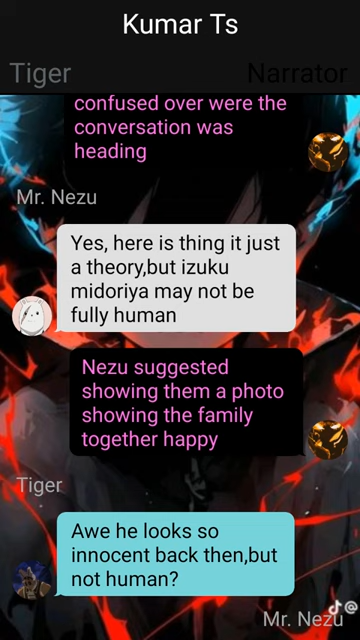 Kumar Ts
Tiger
Narrator
confused over were the
conversation was
heading
Mr. Nezu
Yes, here is thing it just
a theory,but izuku
midoriya may not be
fully human
Nezu suggested
showing them a photo
showing the family
together happy
Tiger
Awe he looks so
innocent back then,but
not human?
Mr. Nezu
@